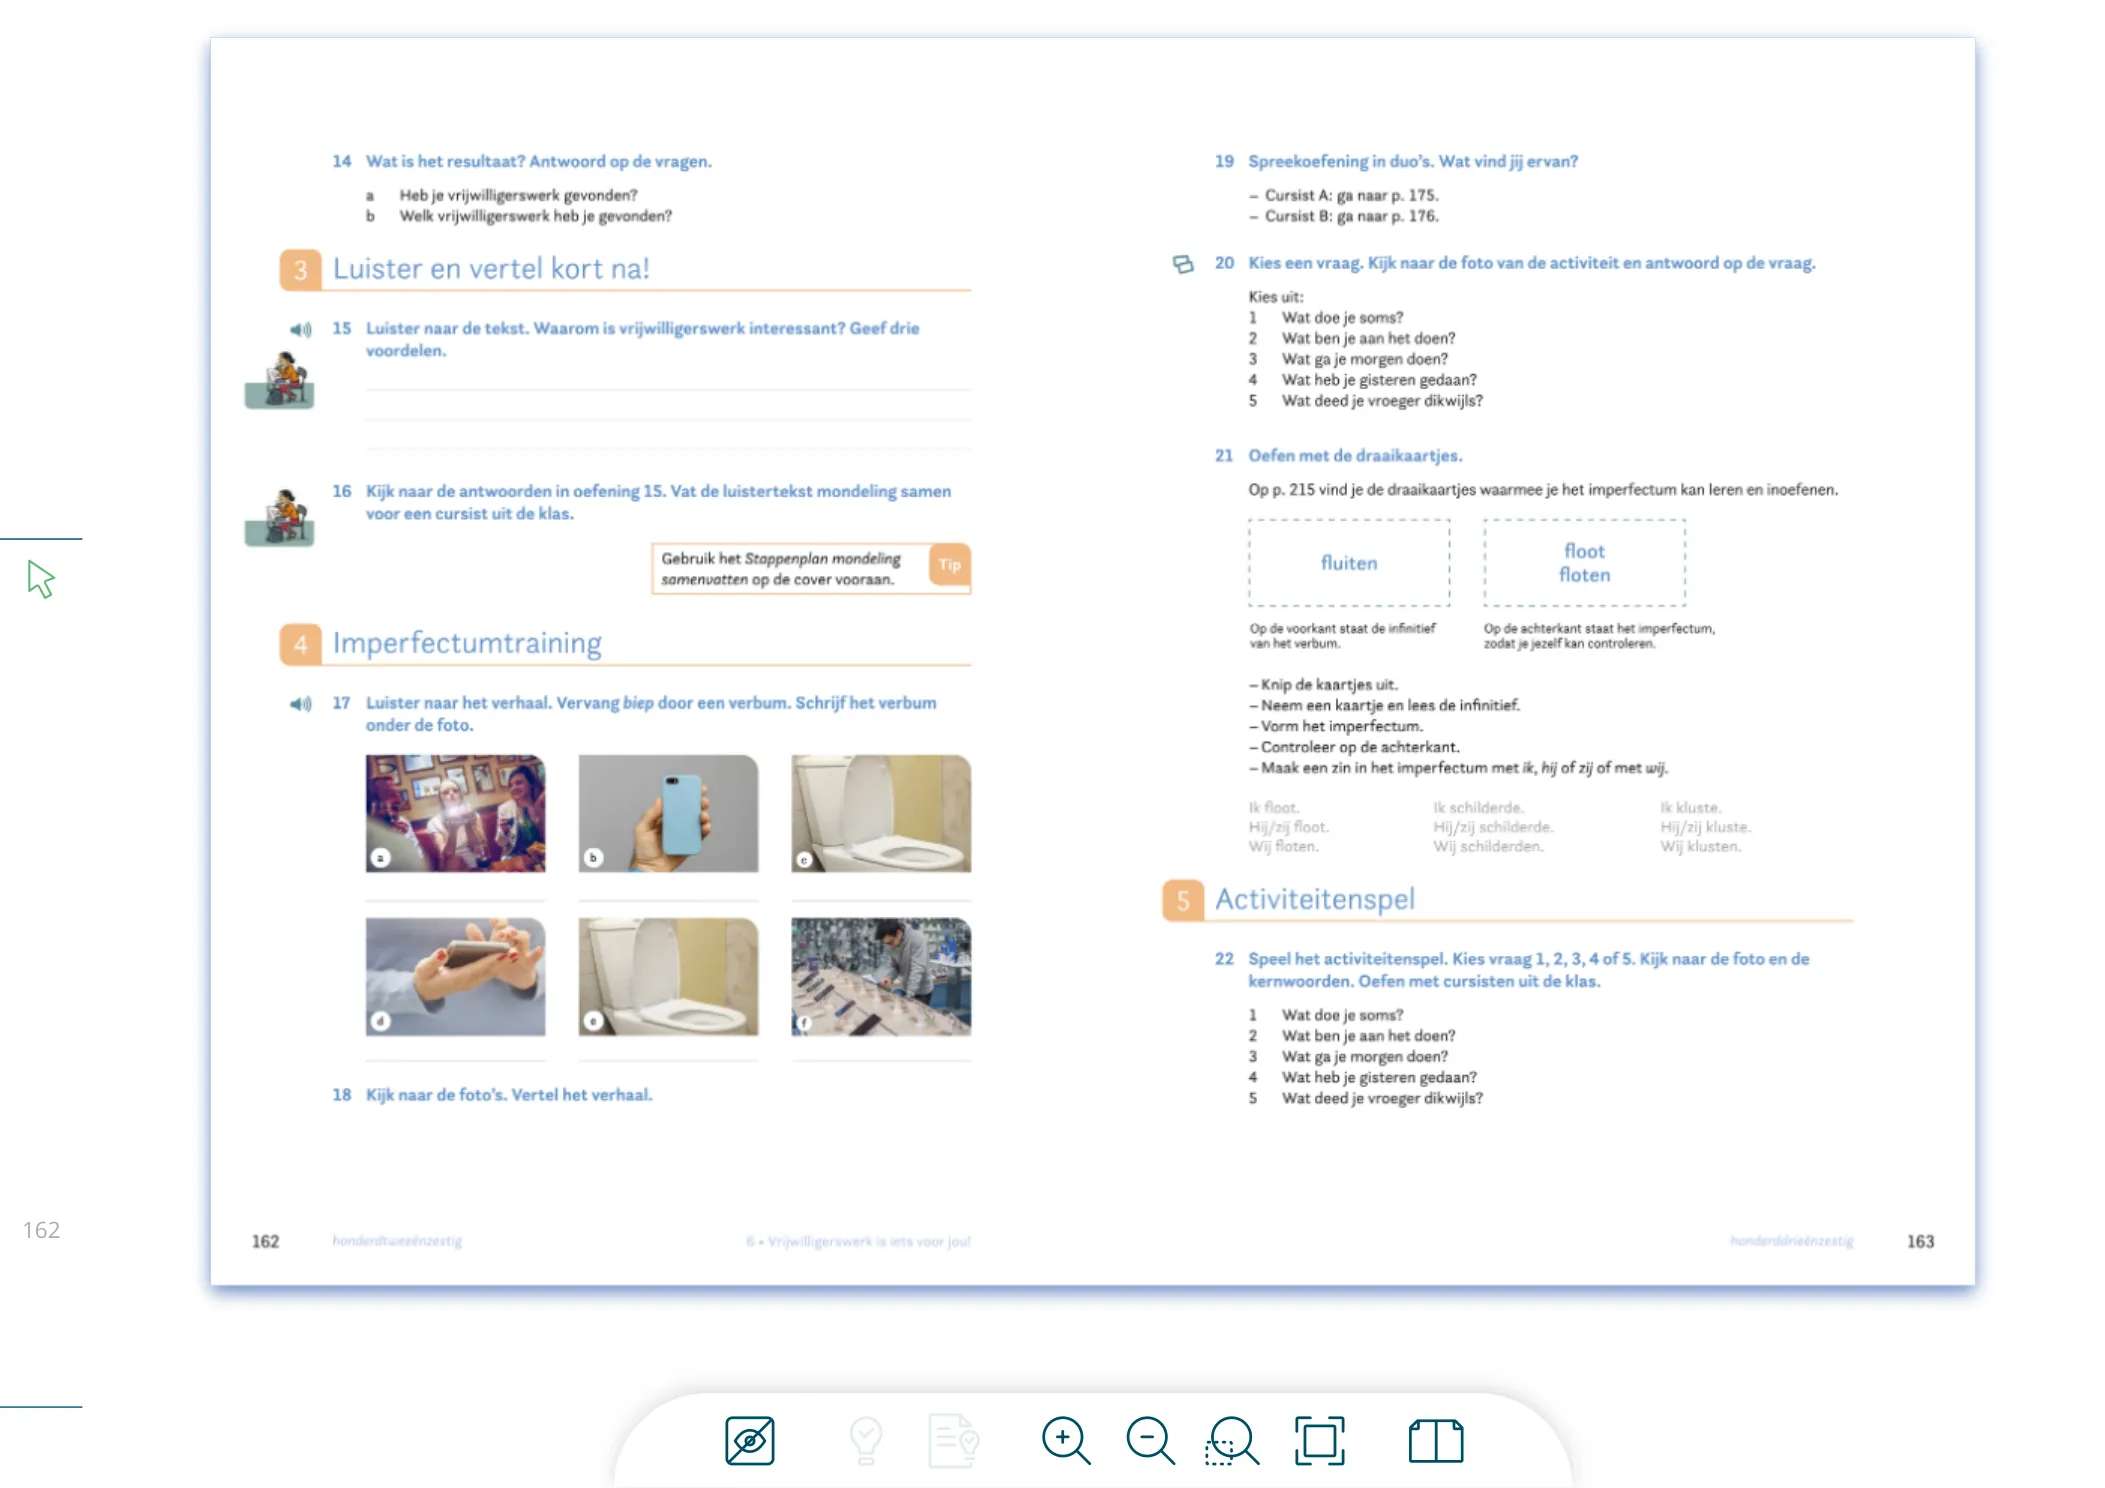 14 Wat is het resultaat? Antwoord op de vragen.
a Heb je vrijwilligerswerk gevonden?
b Welk vrijwilligerswerk heb je gevonden?
3 Luister en vertel kort na!
15 Luister naar de tekst. Waarom is vrijwilligerswerk interessant? Geef drie
voordelen.
16 Kijk naar de antwoorden in oefening 15. Vat de luistertekst mondeling samen
voor een cursist uit de klas.
Gebruik het Stappenplan mondeling
samenvatten op de cover vooraan.
Tip
4 Imperfectumtraining
17 Luister naar het verhaal. Vervang biep door een verbum. Schrijf het verbum
onder de foto.
a
b
c
d
e
f
18 Kijk naar de foto's. Vertel het verhaal.
162 honderdtweeënzestig 6 • Vrijwilligerswerk is iets voor jou!
19 Spreekoefening in duo's. Wat vind jij ervan?
– Cursist A: ga naar p. 175.
– Cursist B: ga naar p. 176.
20 Kies een vraag. Kijk naar de foto van de activiteit en antwoord op de vraag.
Kies uit:
1 Wat doe je soms?
2 Wat ben je aan het doen?
3 Wat ga je morgen doen?
4 Wat heb je gisteren gedaan?
5 Wat deed je vroeger dikwijls?
21 Oefen met de draaikaartjes.
Op p. 215 vind je de draaikaartjes waarmee je het imperfectum kan leren en inoefenen.
fluiten
floot
floten
Op de voorkant staat de infinitief
van het verbum.
Op de achterkant staat het imperfectum,
zodat je jezelf kan controleren.
– Knip de kaartjes uit.
– Neem een kaartje en lees de infinitief.
– Vorm het imperfectum.
– Controleer op de achterkant.
– Maak een zin in het imperfectum met ik, hij of zij of met wij.
Ik floot. Ik schilderde. Ik kluste.
Hij/zij floot. Hij/zij schilderde. Hij/zij kluste.
Wij floten. Wij schilderden. Wij klusten.
5 Activiteitenspel
22 Speel het activiteitenspel. Kies vraag 1, 2, 3, 4 of 5. Kijk naar de foto en de
kernwoorden. Oefen met cursisten uit de klas.
1 Wat doe je soms?
2 Wat ben je aan het doen?
3 Wat ga je morgen doen?
4 Wat heb je gisteren gedaan?
5 Wat deed je vroeger dikwijls?
honderddrieënzestig 163
162